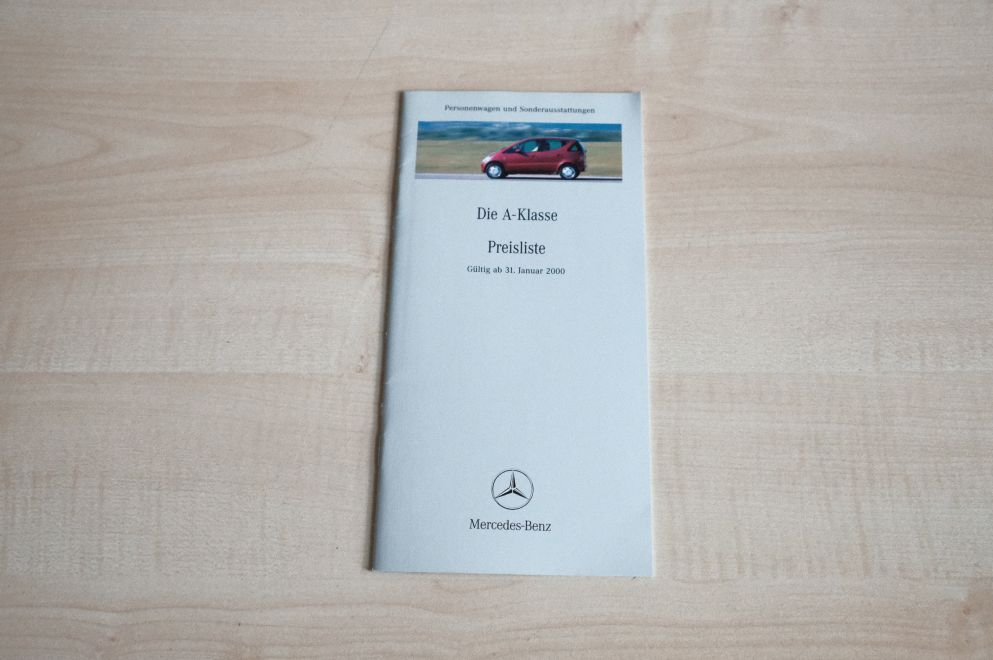 Personenwagen und Sonderausstattungen
Die A-Klasse
Preisliste
Gültig ab 31. Januar 2000
Mercedes-Benz